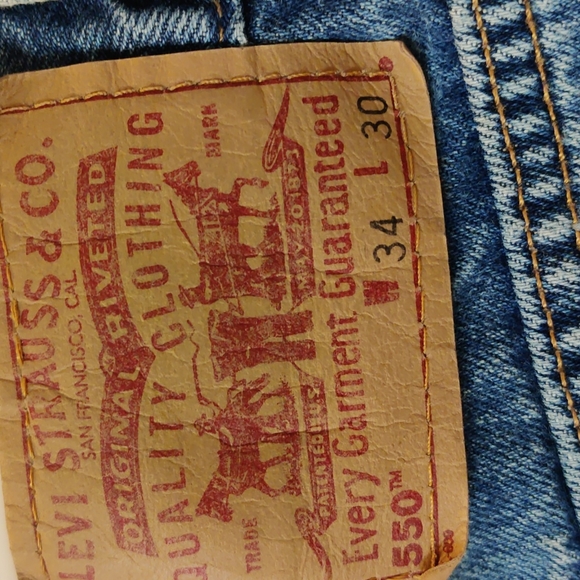 LEVI STRAUSS & CO.
SAN FRANCISCO, CAL
ORIGINAL RIVETED
QUALITY CLOTHING
TRADE MARK
Every Garment Guaranteed
550™ W 34 L 30